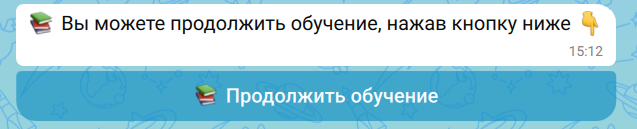 📚 Вы можете продолжить обучение, нажав кнопку ниже 👇
15:12
📚 Продолжить обучение